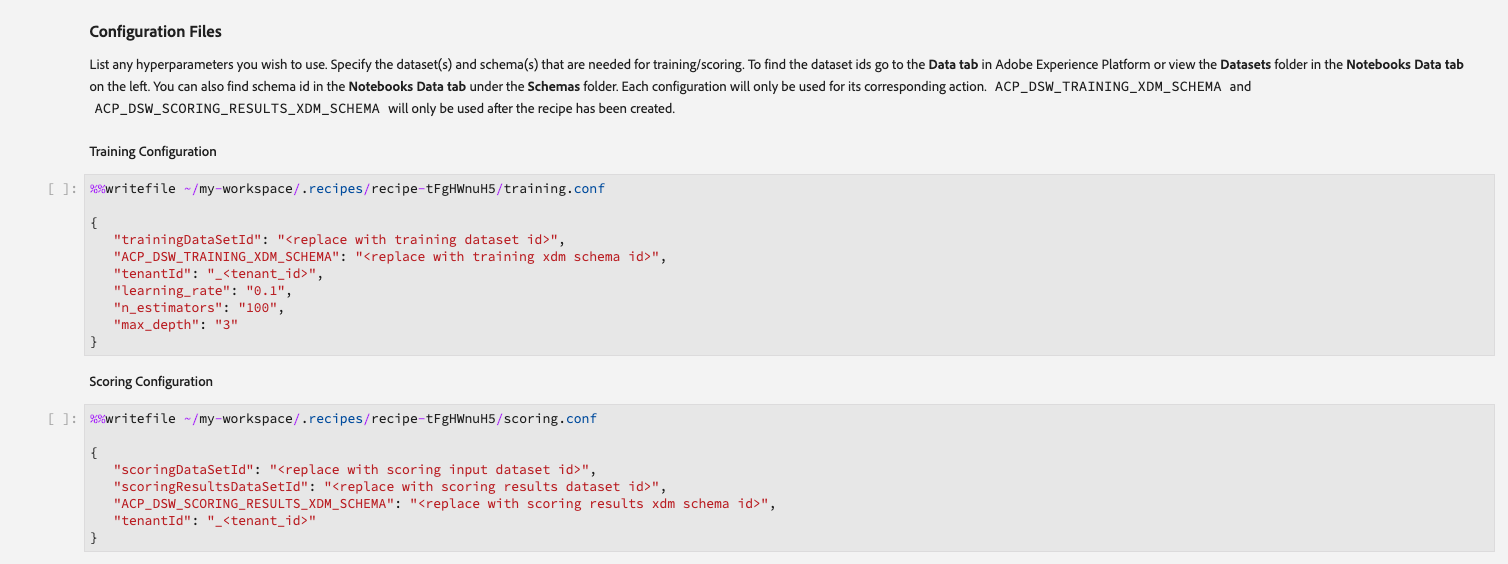 Configuration Files
List any hyperparameters you wish to use. Specify the dataset(s) and schema(s) that are needed for training/scoring. To find the dataset ids go to the Data tab in Adobe Experience Platform or view the Datasets folder in the Notebooks Data tab
on the left. You can also find schema id in the Notebooks Data tab under the Schemas folder. Each configuration will only be used for its corresponding action. ACP_DSW_TRAINING_XDM_SCHEMA and
ACP_DSW_SCORING_RESULTS_XDM_SCHEMA will only be used after the recipe has been created.
Training Configuration
[ ]: %%writefile ~/my-workspace/.recipes/recipe-tFgHWnuH5/training.conf
{
"trainingDataSetId": "<replace with training dataset id>",
"ACP_DSW_TRAINING_XDM_SCHEMA": "<replace with training xdm schema id>",
"tenantId": "_<tenant_id>",
"learning_rate": "0.1",
"n_estimators": "100",
"max_depth": "3"
}
Scoring Configuration
[ ]: %%writefile ~/my-workspace/.recipes/recipe-tFgHWnuH5/scoring.conf
{
"scoringDataSetId": "<replace with scoring input dataset id>",
"scoringResultsDataSetId": "<replace with scoring results dataset id>",
"ACP_DSW_SCORING_RESULTS_XDM_SCHEMA": "<replace with scoring results xdm schema id>",
"tenantId": "_<tenant_id>"
}